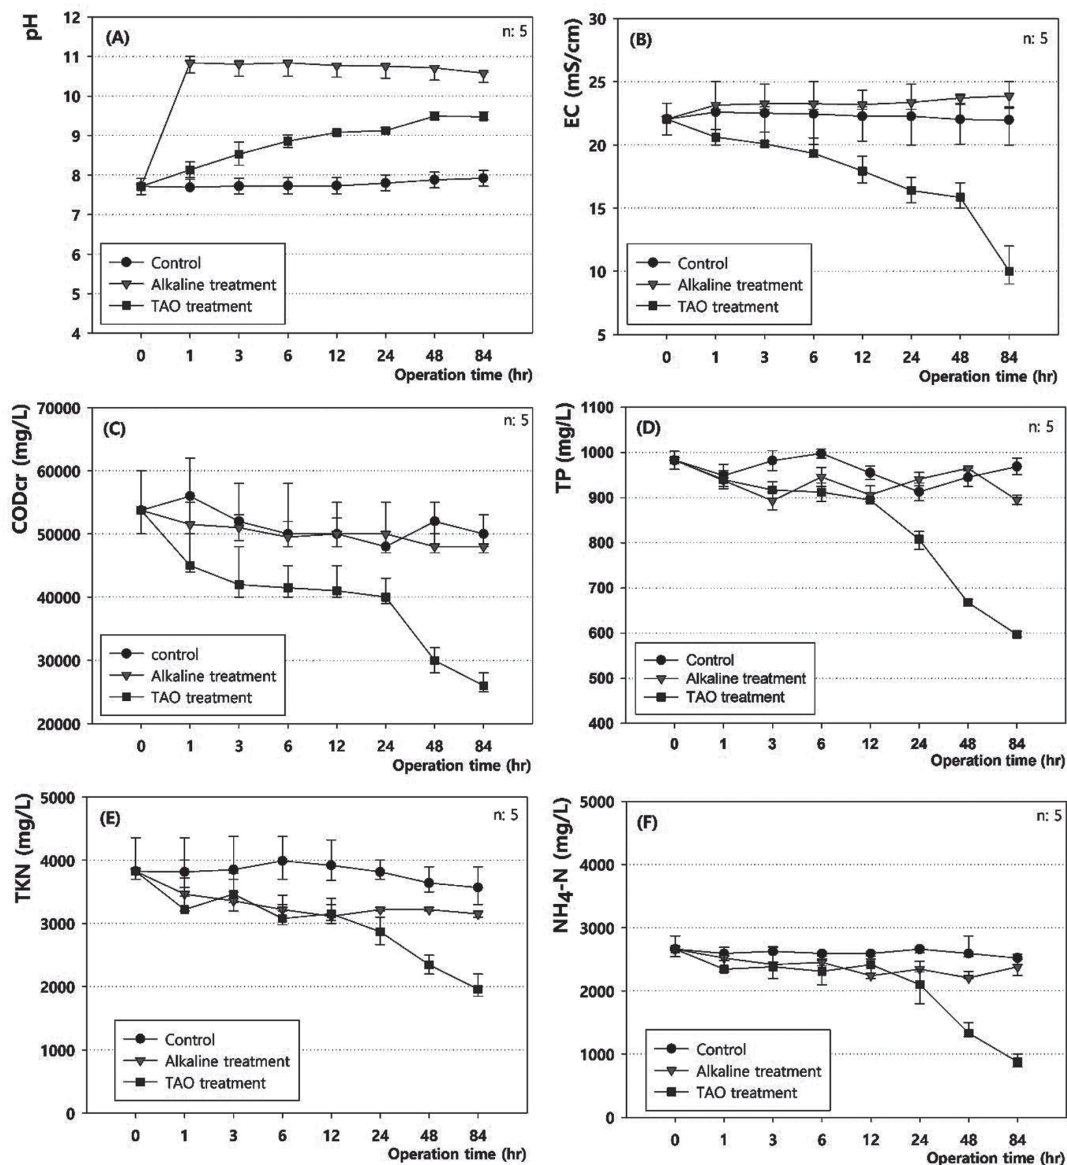 pH
(A)
n: 5
12
11
10
9
8
7
6
5
4
Control
Alkaline treatment
TAO treatment
0 1 3 6 12 24 48 84
Operation time (hr)
EC (mS/cm)
(B)
n: 5
30
25
20
15
10
5
Control
Alkaline treatment
TAO treatment
0 1 3 6 12 24 48 84
Operation time (hr)
CODcr (mg/L)
(C)
n: 5
70000
60000
50000
40000
30000
20000
control
Alkaline treatment
TAO treatment
0 1 3 6 12 24 48 84
Operation time (hr)
TP (mg/L)
(D)
n: 5
1100
1000
900
800
700
600
500
400
Control
Alkaline treatment
TAO treatment
0 1 3 6 12 24 48 84
Operation time (hr)
TKN (mg/L)
(E)
n: 5
5000
4000
3000
2000
1000
0
Control
Alkaline treatment
TAO treatment
0 1 3 6 12 24 48 84
Operation time (hr)
NH4-N (mg/L)
(F)
n: 5
5000
4000
3000
2000
1000
0
Control
Alkaline treatment
TAO treatment
0 1 3 6 12 24 48 84
Operation time (hr)